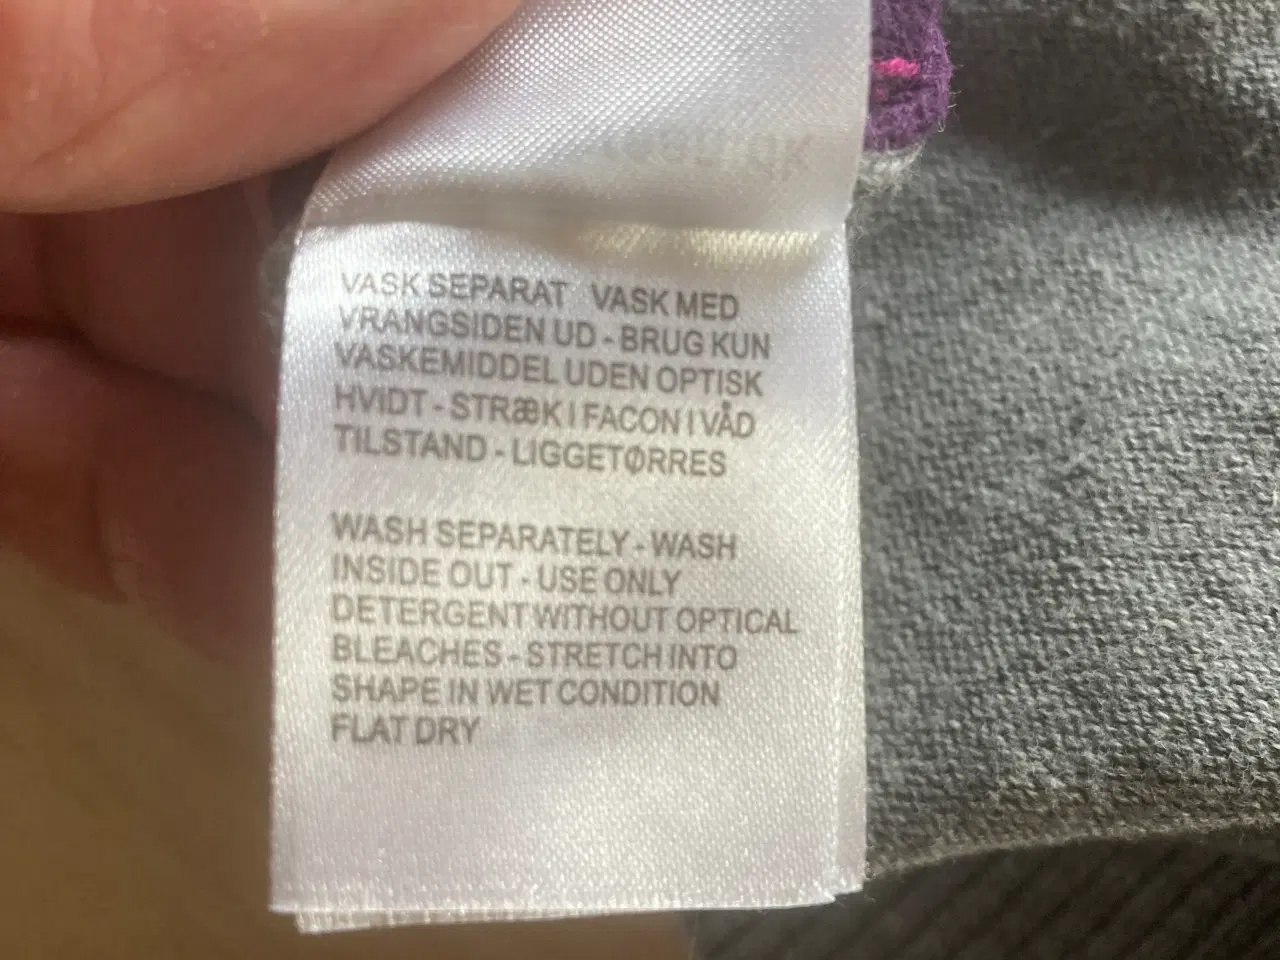 VASK SEPARAT VASK MED
VRANGSIDEN UD - BRUG KUN
VASKEMIDDEL UDEN OPTISK
HVIDT - STRÆK I FACON I VÅD
TILSTAND - LIGGETØRRES
WASH SEPARATELY - WASH
INSIDE OUT - USE ONLY
DETERGENT WITHOUT OPTICAL
BLEACHES - STRETCH INTO
SHAPE IN WET CONDITION
FLAT DRY